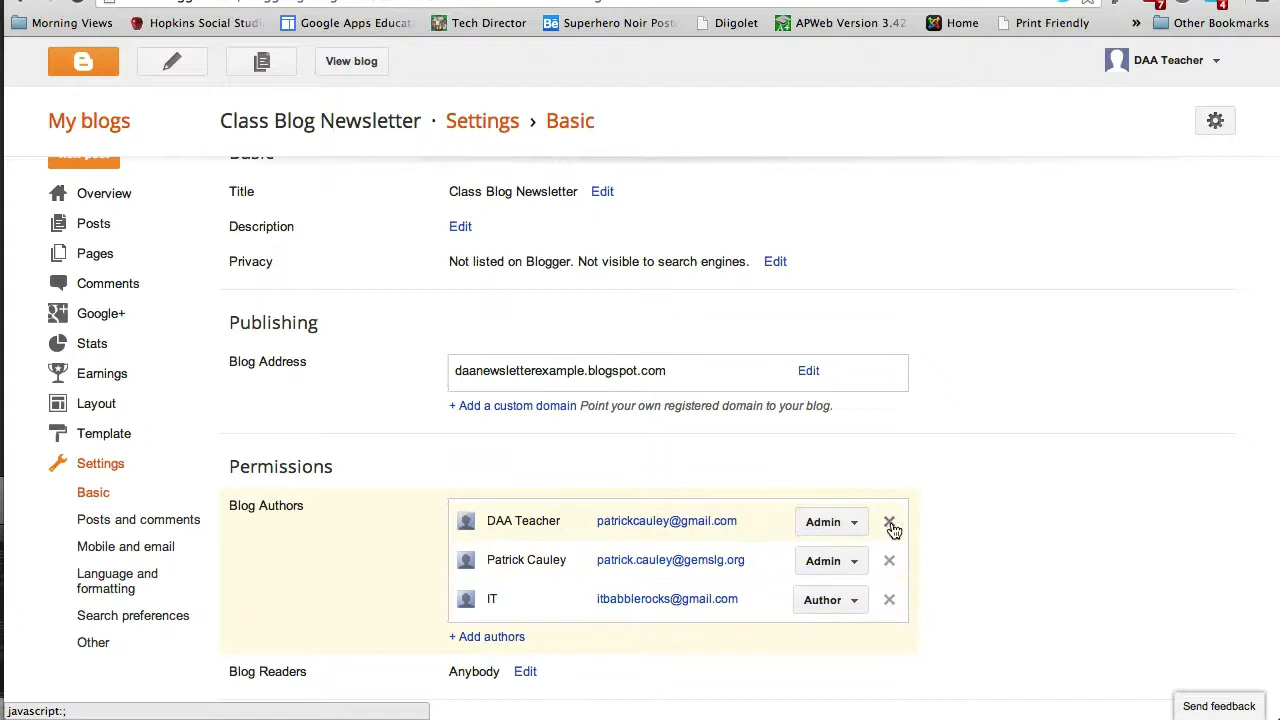 7
4
Morning Views
Hopkins Social Studi
Google Apps Educat
Tech Director
Superhero Noir Post
Diigolet
APWeb Version 3.42
Home
Print Friendly
»
Other Bookmarks
View blog
DAA Teacher
My blogs
Class Blog Newsletter · Settings › Basic
Basic
Overview
Title
Class Blog Newsletter Edit
Posts
Description
Edit
Pages
Privacy
Not listed on Blogger. Not visible to search engines. Edit
Comments
Google+
Publishing
Stats
Blog Address
daanewsletterexample.blogspot.com Edit
Earnings
Layout
+ Add a custom domain Point your own registered domain to your blog.
Template
Settings
Permissions
Basic
Blog Authors
DAA Teacher patrickcauley@gmail.com Admin
Posts and comments
Mobile and email
Patrick Cauley patrick.cauley@gemslg.org Admin
Language and
formatting
IT itbabblerocks@gmail.com Author
Search preferences
+ Add authors
Other
Blog Readers
Anybody Edit
javascript:;
Send feedback